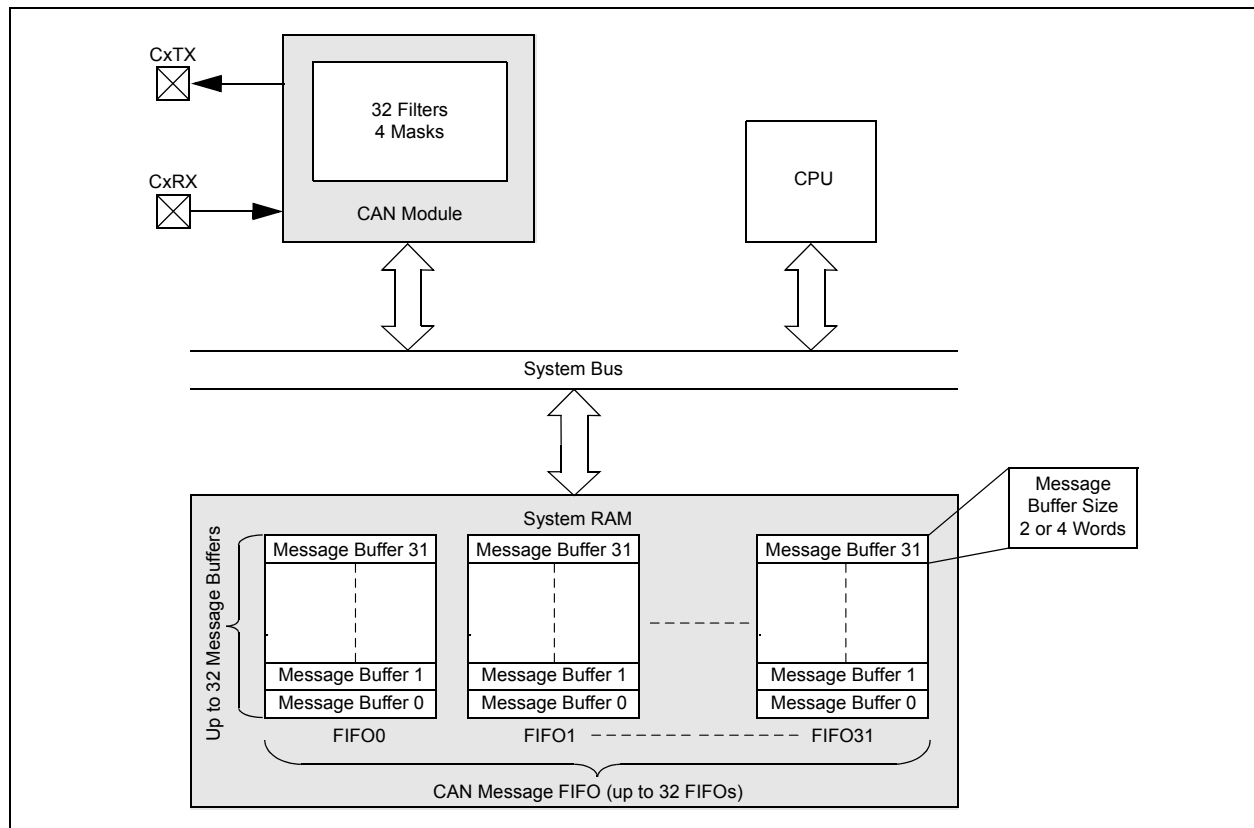 CxTX
32 Filters
4 Masks
CxRX
CAN Module
CPU
System Bus
System RAM
Message
Buffer Size
2 or 4 Words
Up to 32 Message Buffers
Message Buffer 31
Message Buffer 31
Message Buffer 31
Message Buffer 1
Message Buffer 1
Message Buffer 1
Message Buffer 0
Message Buffer 0
Message Buffer 0
FIFO0
FIFO1
FIFO31
CAN Message FIFO (up to 32 FIFOs)